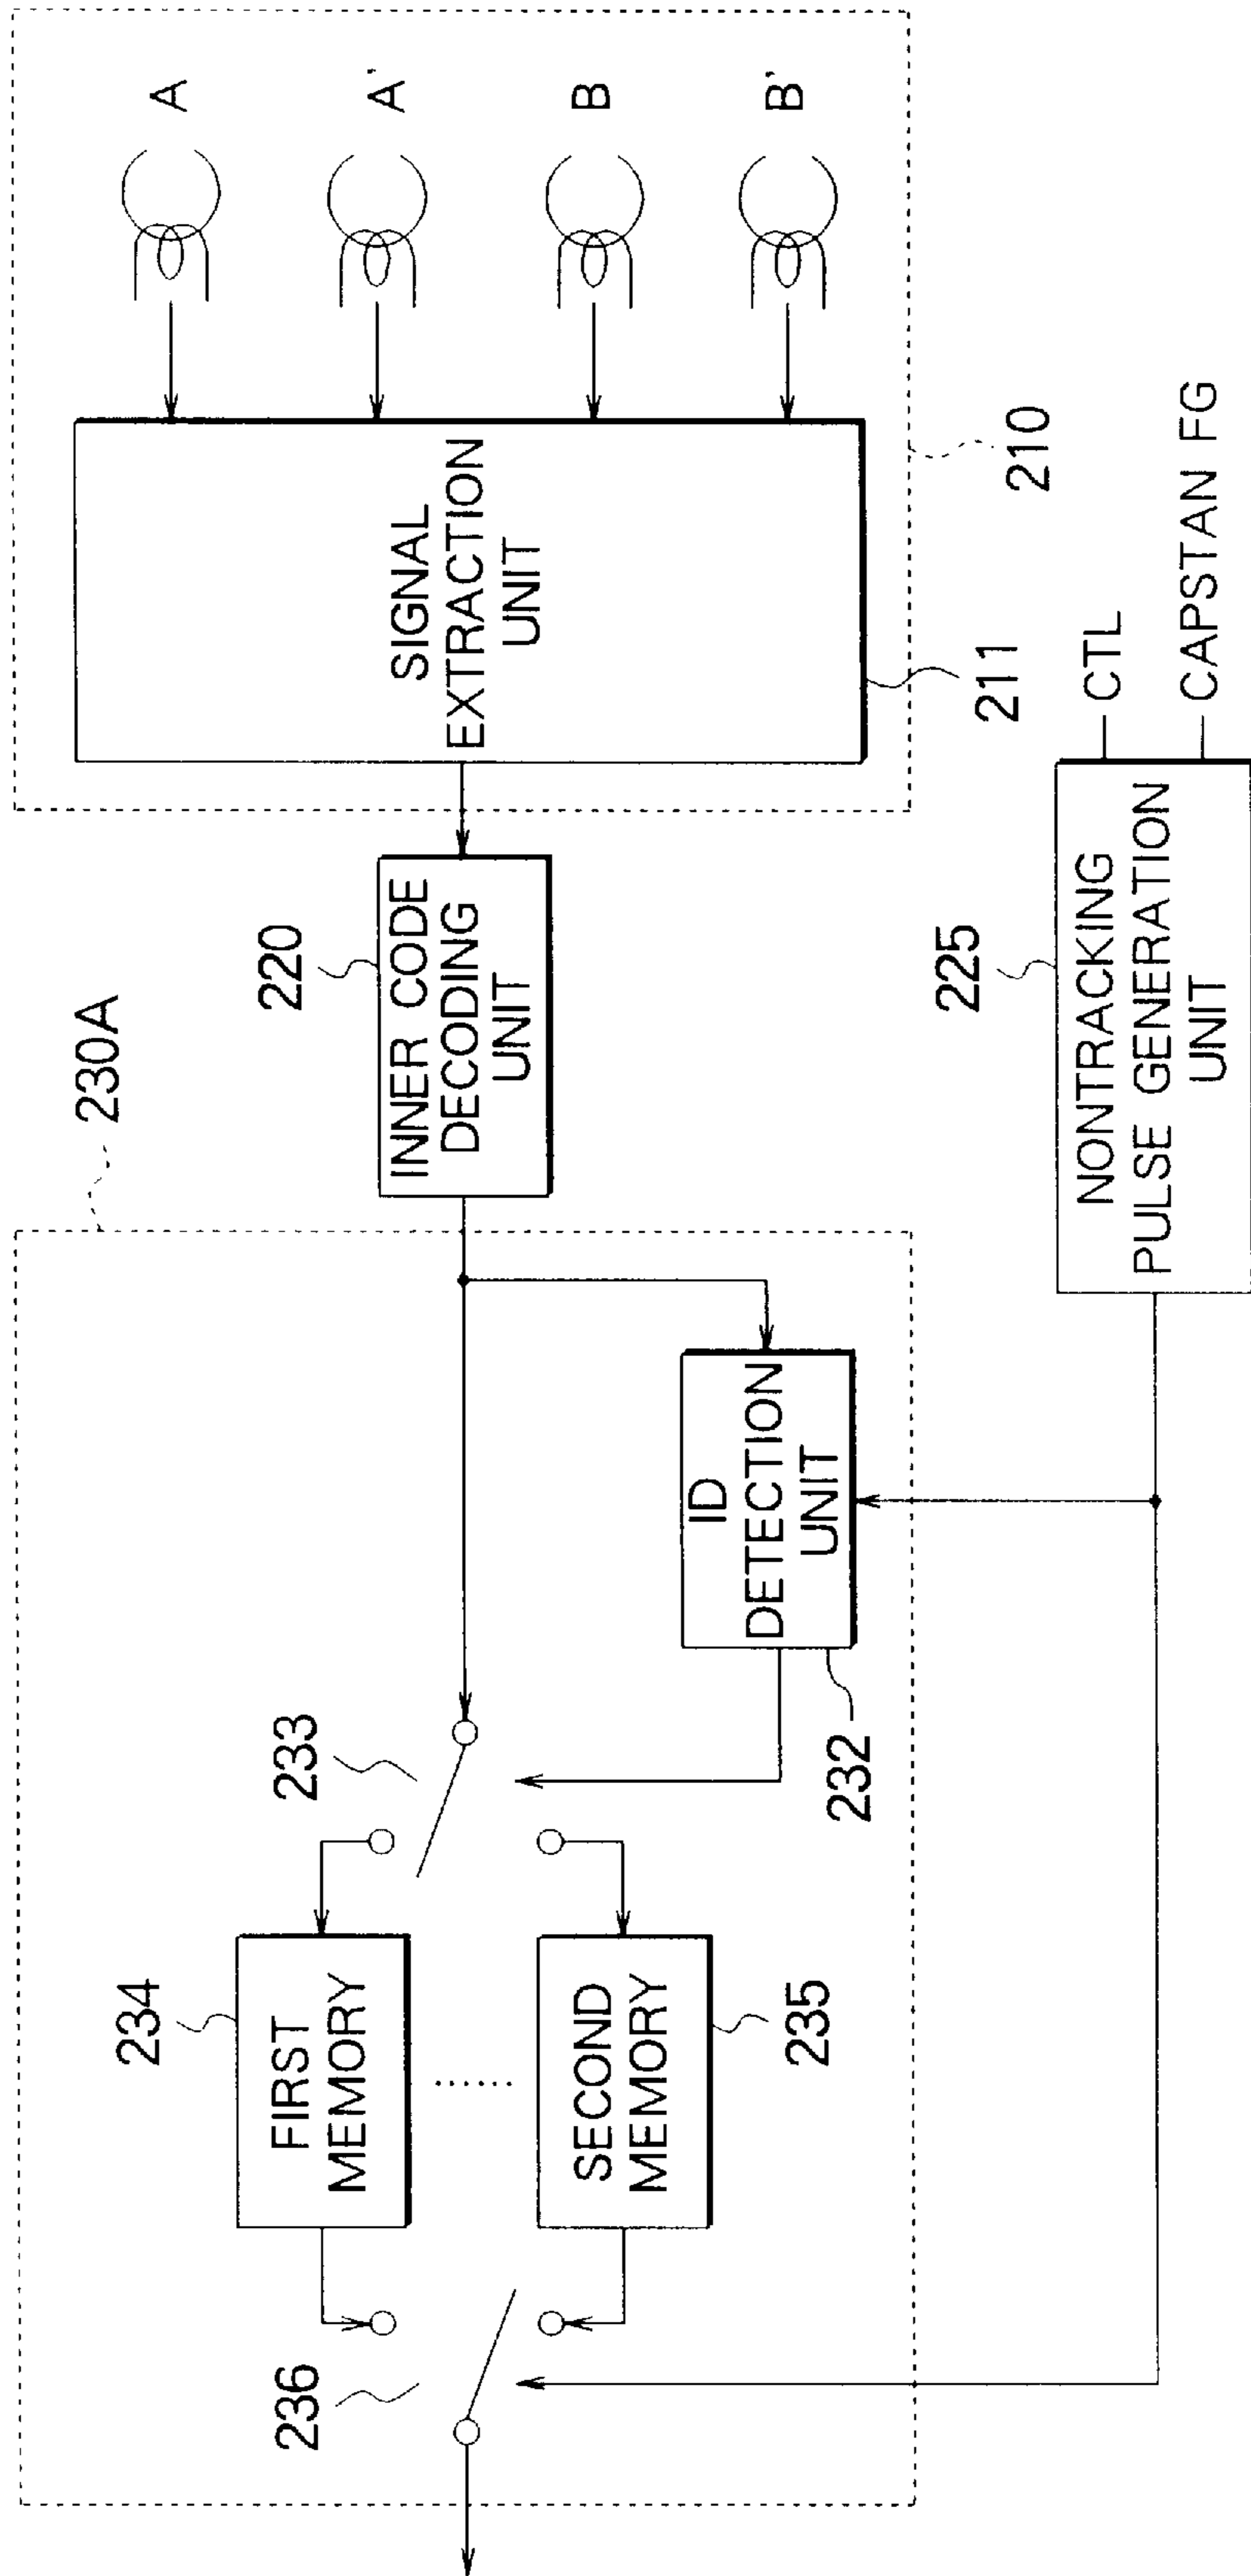 230A
236
234
FIRST
MEMORY
SECOND
MEMORY
235
233
ID
DETECTION
UNIT
232
220
INNER CODE
DECODING
UNIT
225
NONTRACKING
PULSE GENERATION
UNIT
CTL
CAPSTAN FG
SIGNAL
EXTRACTION
UNIT
211
210
A
A'
B
B'